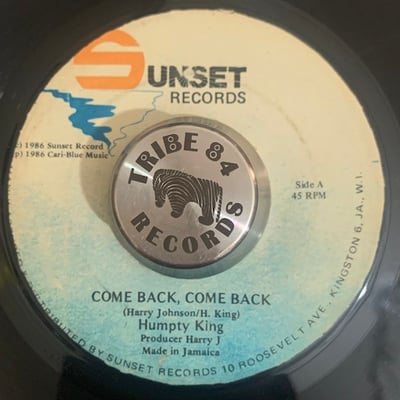 SUNSET
RECORDS
c) 1986 Sunset Record
p) 1986 Cari-Blue Music
TRIBE 84
RECORDS
Side A
45 RPM
COME BACK, COME BACK
(Harry Johnson/H. King)
Humpty King
Producer Harry J
Made in Jamaica
TRIBUTED BY SUNSET RECORDS 10 ROOSEVELT AVE. KINGSTON 6, JA., W.I.